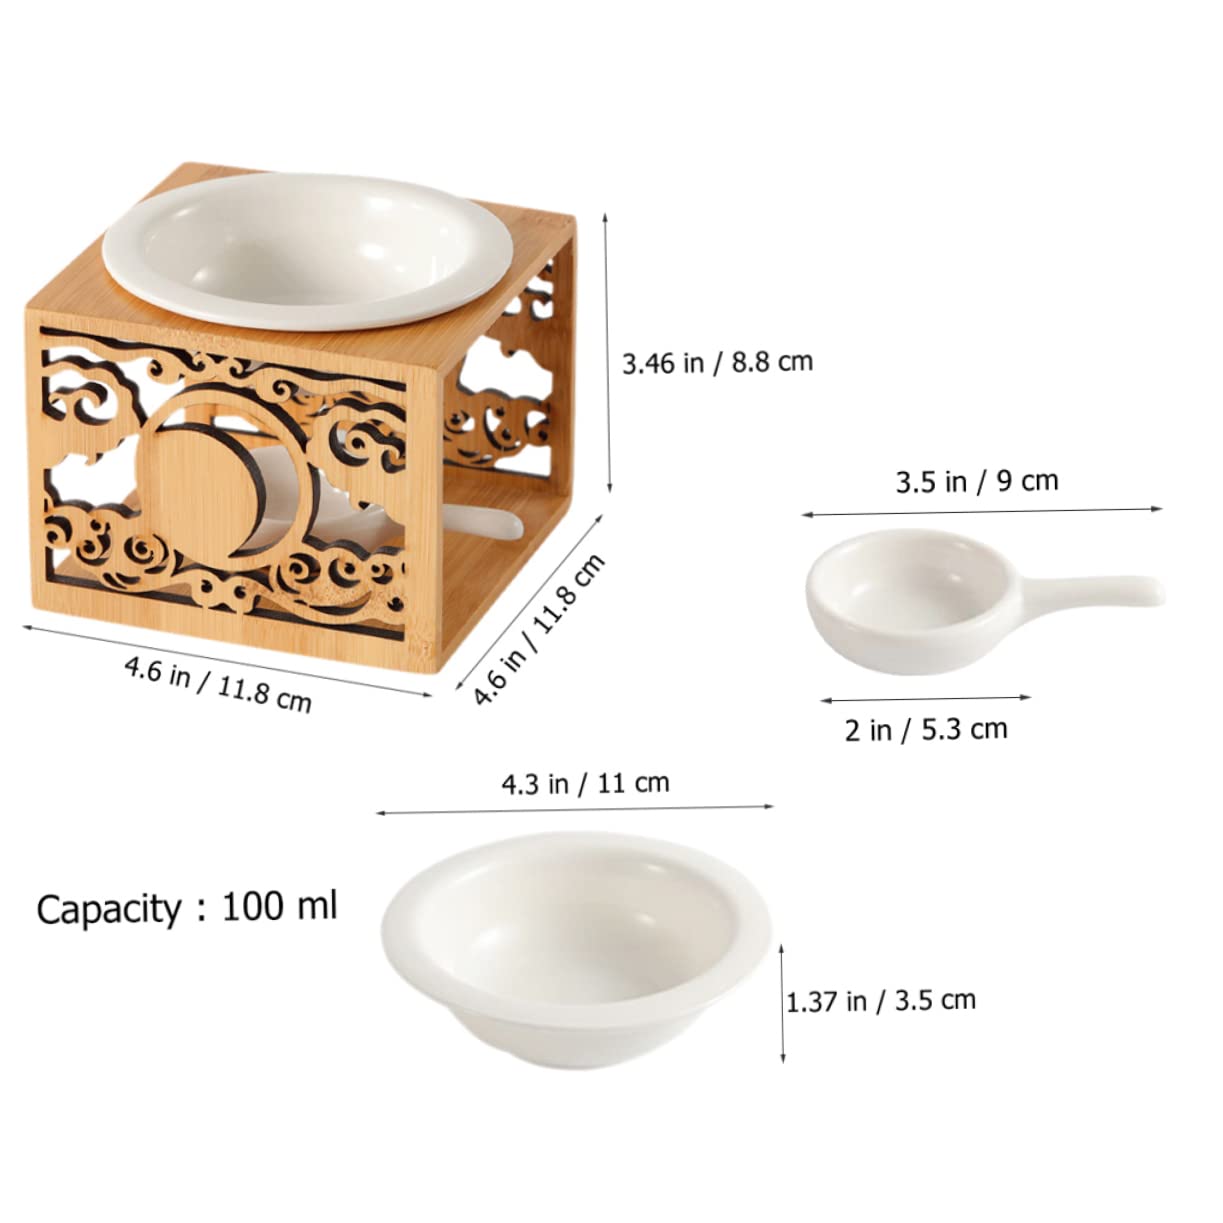 3.46 in / 8.8 cm
3.5 in / 9 cm
4.6 in / 11.8 cm
4.6 in / 11.8 cm
2 in / 5.3 cm
4.3 in / 11 cm
Capacity : 100 ml
1.37 in / 3.5 cm